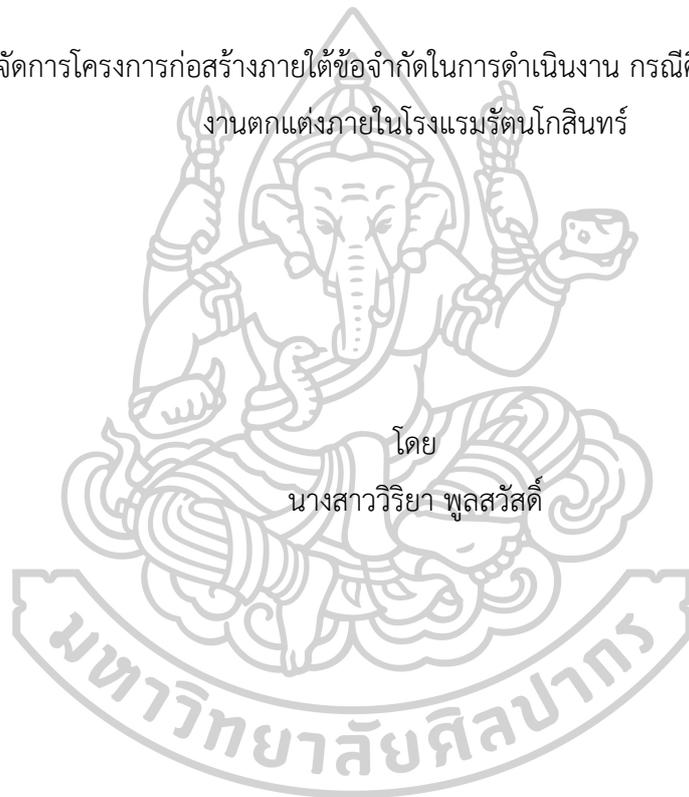 จัดการโครงการก่อสร้างภายใต้ข้อจำกัดในการดำเนินงาน
งานตกแต่งภายในโรงแรมรัตนโกสินทร์
โดย
นางสาววิริยา พูลสวัสดิ์
มหาวิทยาลัยศิลปากร